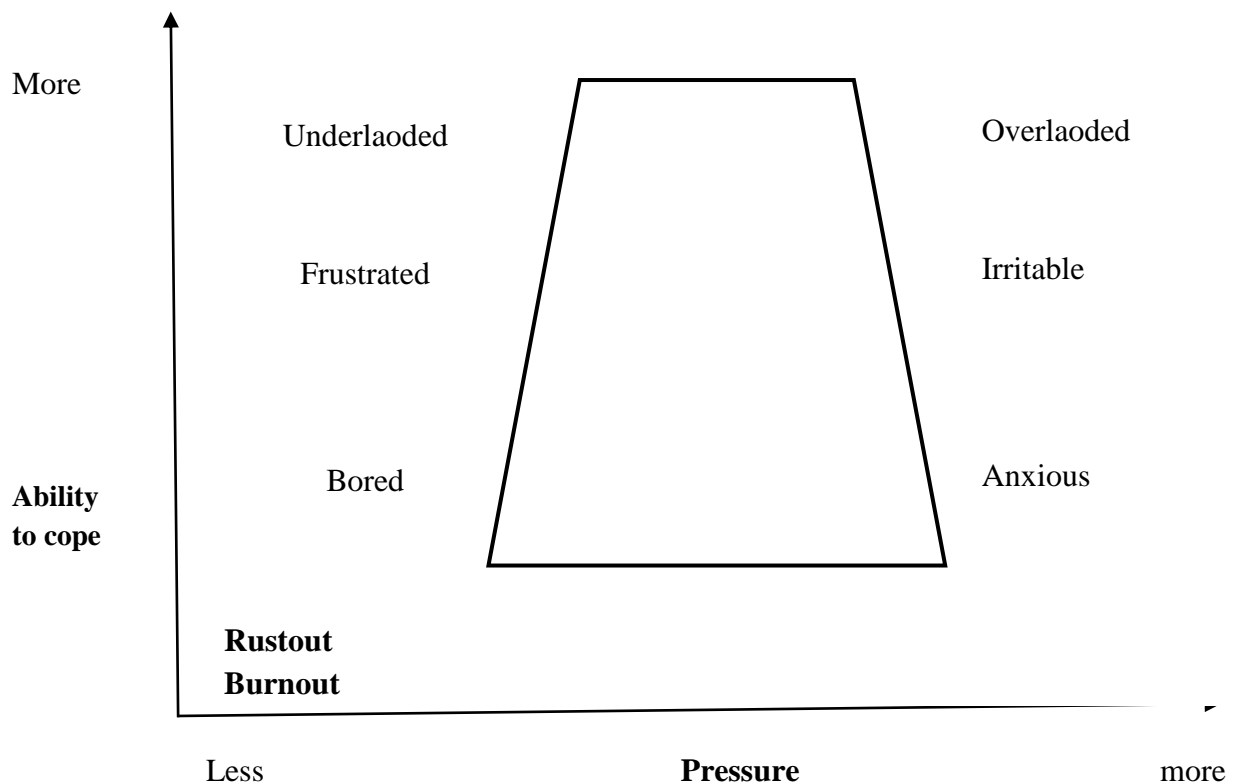 More
Underlaoded
Overlaoded
Frustrated
Irritable
Bored
Anxious
Ability
to cope
Rustout
Burnout
Less
Pressure
more